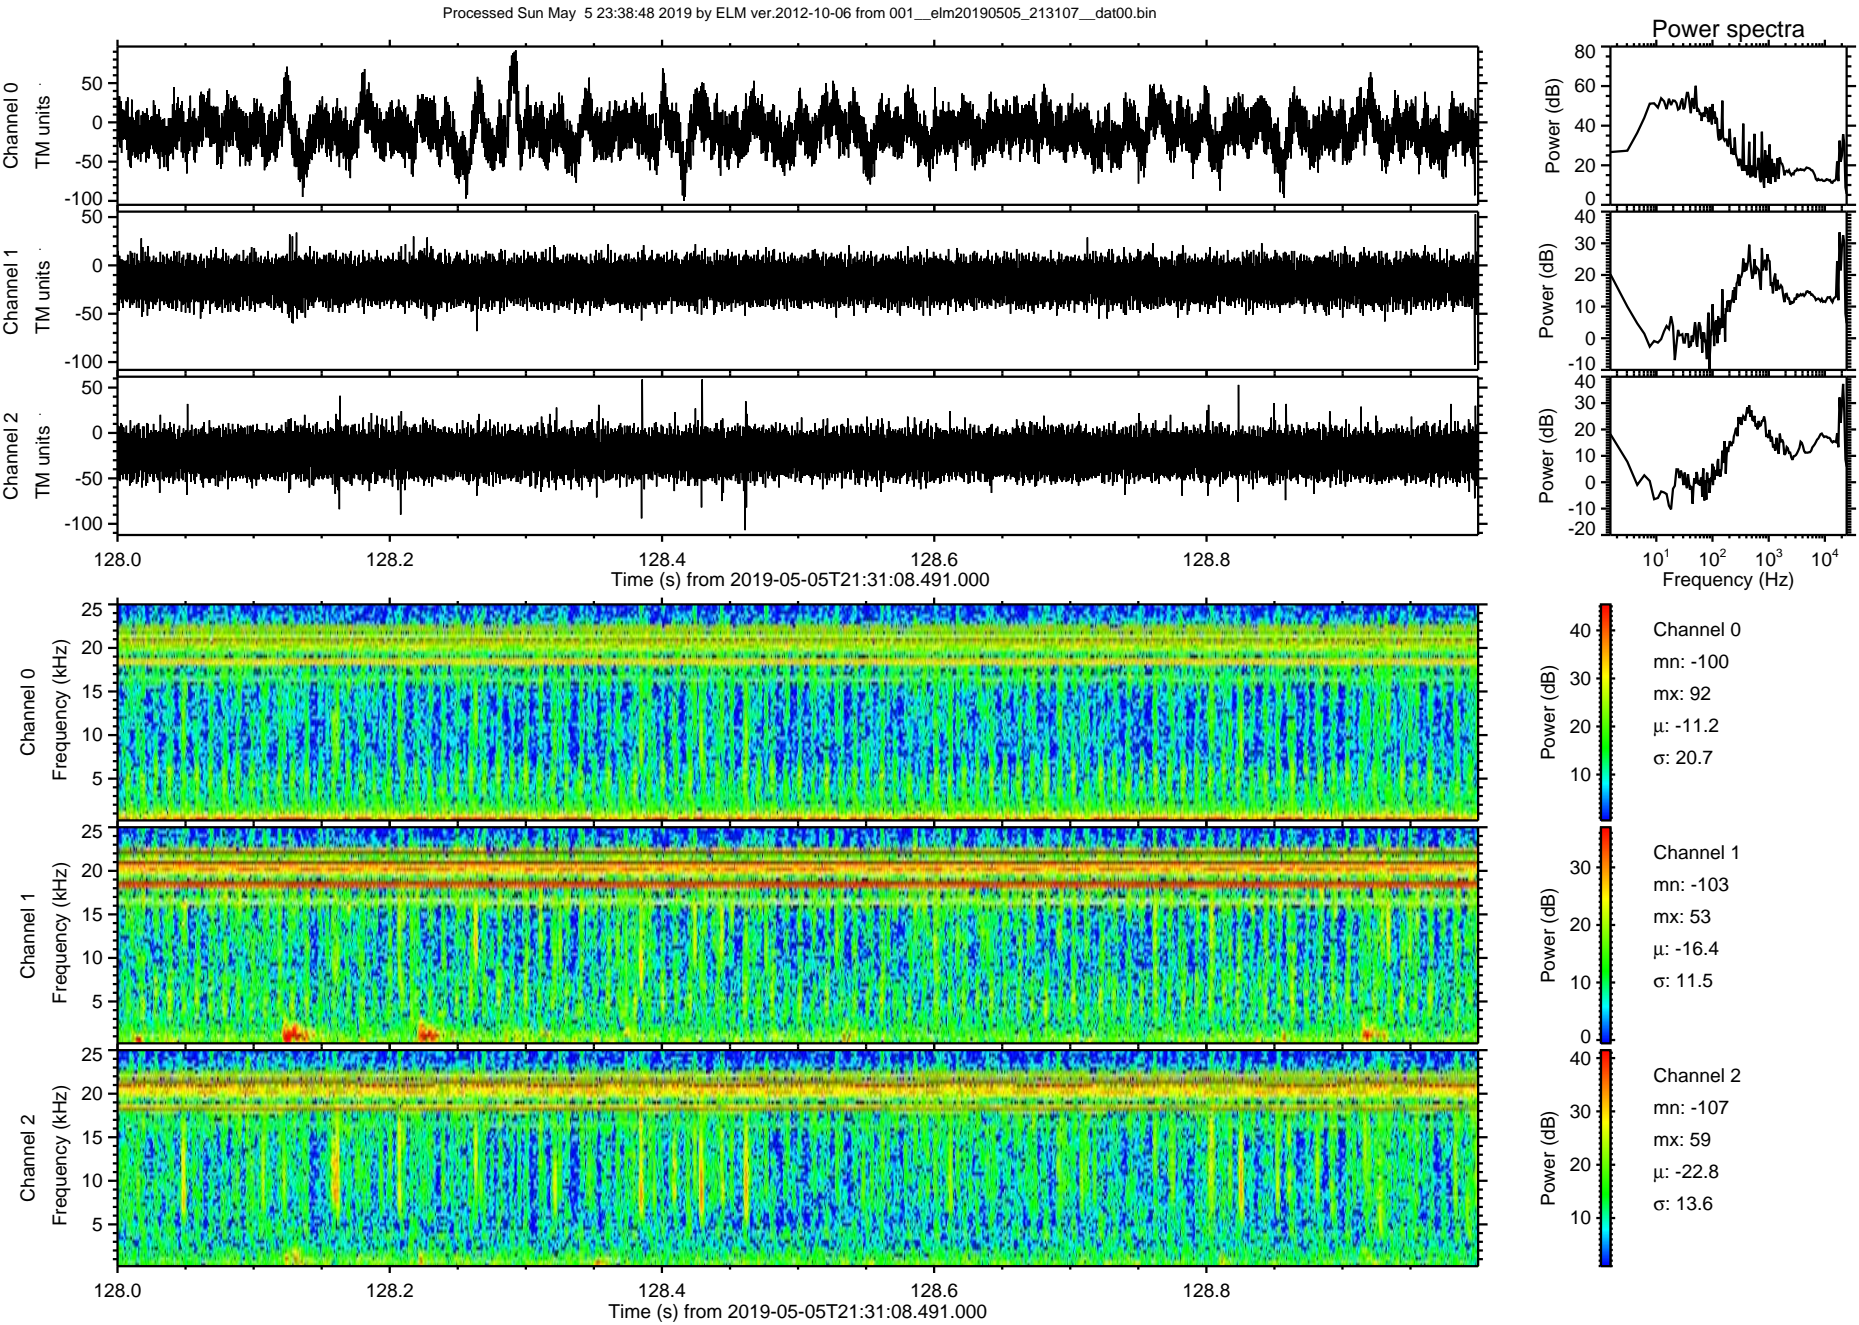 Processed Sun May  5 23:38:48 2019 by ELM ver.2012-10-06 from 001__elm20190505_213107__dat00.bin
Power spectra
Channel 0
TM units
50
0
-50
-100
Power (dB)
80
60
40
20
0
Channel 1
TM units
50
0
-50
-100
Power (dB)
40
30
20
10
0
-10
Channel 2
TM units
50
0
-50
-100
Power (dB)
40
30
20
10
0
-10
-20
128.0 128.2 128.4 128.6 128.8
Time (s) from 2019-05-05T21:31:08.491.000
10¹ 10² 10³ 10⁴
Frequency (Hz)
Channel 0
Frequency (kHz)
25
20
15
10
5
Power (dB)
40
30
20
10
Channel 0
mn: -100
mx: 92
μ: -11.2
σ: 20.7
Channel 1
Frequency (kHz)
25
20
15
10
5
Power (dB)
30
20
10
0
Channel 1
mn: -103
mx: 53
μ: -16.4
σ: 11.5
Channel 2
Frequency (kHz)
25
20
15
10
5
Power (dB)
40
30
20
10
Channel 2
mn: -107
mx: 59
μ: -22.8
σ: 13.6
128.0 128.2 128.4 128.6 128.8
Time (s) from 2019-05-05T21:31:08.491.000